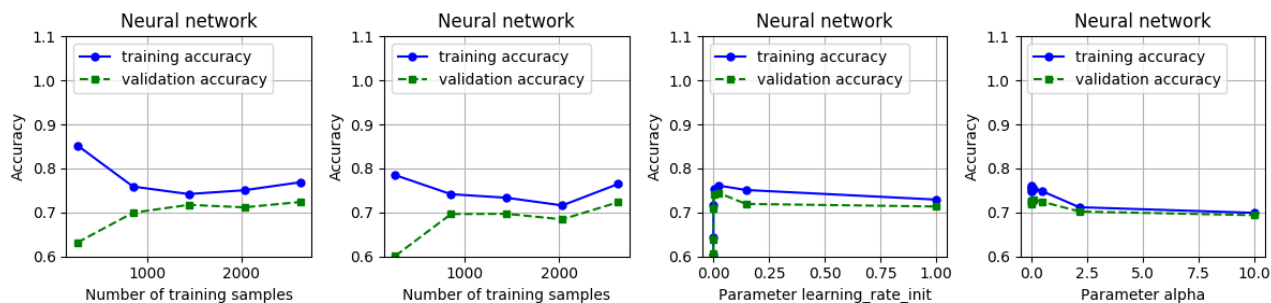 Neural network
1.1
1.0
0.9
0.8
0.7
0.6
Accuracy
training accuracy
validation accuracy
1000 2000
Number of training samples
Neural network
1.1
1.0
0.9
0.8
0.7
0.6
Accuracy
training accuracy
validation accuracy
1000 2000
Number of training samples
Neural network
1.1
1.0
0.9
0.8
0.7
0.6
Accuracy
training accuracy
validation accuracy
0.00 0.25 0.50 0.75 1.00
Parameter learning_rate_init
Neural network
1.1
1.0
0.9
0.8
0.7
0.6
Accuracy
training accuracy
validation accuracy
0.0 2.5 5.0 7.5 10.0
Parameter alpha